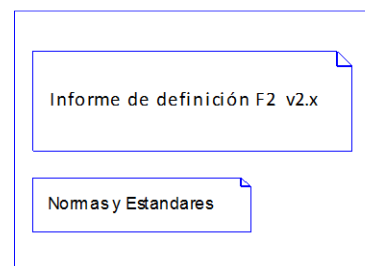 Informe de definición F2 v2.x
Normas y Estandares